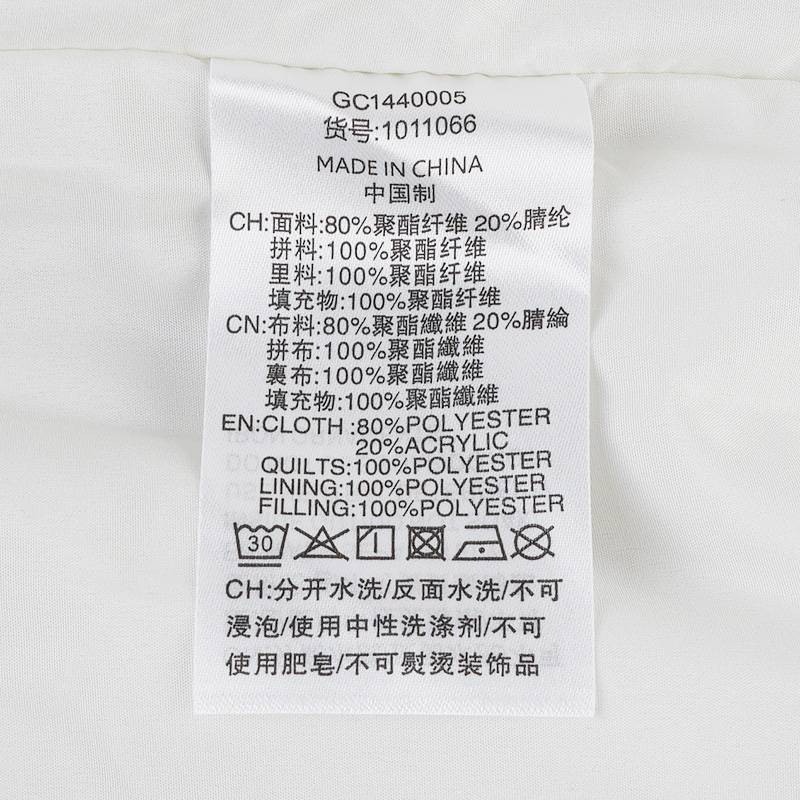 GC1440005
货号:1011066
MADE IN CHINA
中国制
CH:面料:80%聚酯纤维 20%腈纶
拼料:100%聚酯纤维
里料:100%聚酯纤维
填充物:100%聚酯纤维
CN:布料:80%聚酯纖維 20%腈綸
拼布:100%聚酯纖維
裏布:100%聚酯纖維
填充物:100%聚酯纖維
EN:CLOTH :80%POLYESTER
20%ACRYLIC
QUILTS:100%POLYESTER
LINING:100%POLYESTER
FILLING:100%POLYESTER
30
CH:分开水洗/反面水洗/不可
浸泡/使用中性洗涤剂/不可
使用肥皂/不可熨烫装饰品